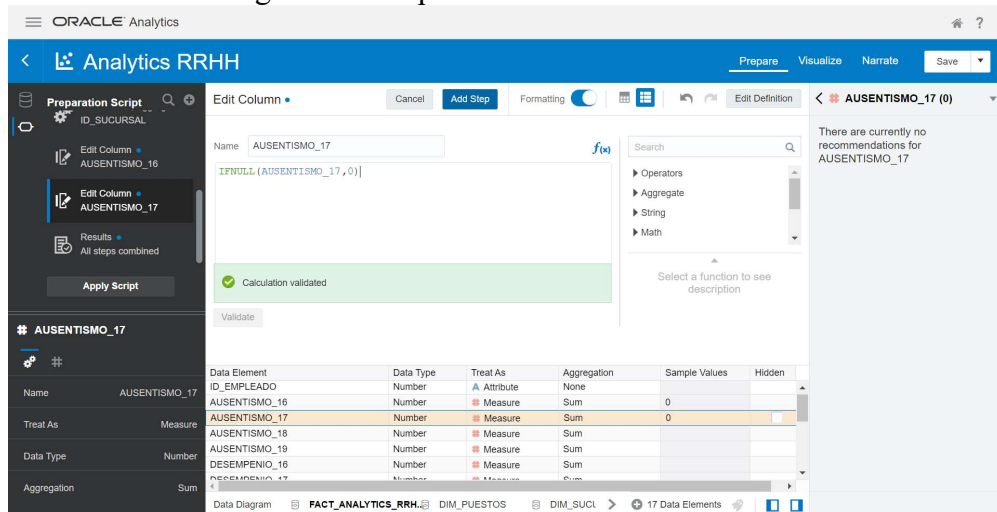 ORACLE Analytics
?
Analytics RRHH
Prepare Visualize Narrate Save
Preparation Script
ID_SUCURSAL
Edit Column
AUSENTISMO_16
Edit Column
AUSENTISMO_17
Results
All steps combined
Apply Script
# AUSENTISMO_17
#
Name AUSENTISMO_17
Treat As Measure
Data Type Number
Aggregation Sum
Edit Column Cancel Add Step Formatting Edit Definition
Name AUSENTISMO_17 f(x)
IFNULL(AUSENTISMO_17,0)
Calculation validated
Validate
Search
Operators
Aggregate
String
Math
Select a function to see
description
Data Element Data Type Treat As Aggregation Sample Values Hidden
ID_EMPLEADO Number A Attribute None
AUSENTISMO_16 Number # Measure Sum 0
AUSENTISMO_17 Number # Measure Sum 0
AUSENTISMO_18 Number # Measure Sum
AUSENTISMO_19 Number # Measure Sum
DESEMPENIO_16 Number # Measure Sum
DESEMPENIO_17 Number # Measure Sum
Data Diagram FACT_ANALYTICS_RRH.. DIM_PUESTOS DIM_SUCU 17 Data Elements
# AUSENTISMO_17 (0)
There are currently no
recommendations for
AUSENTISMO_17